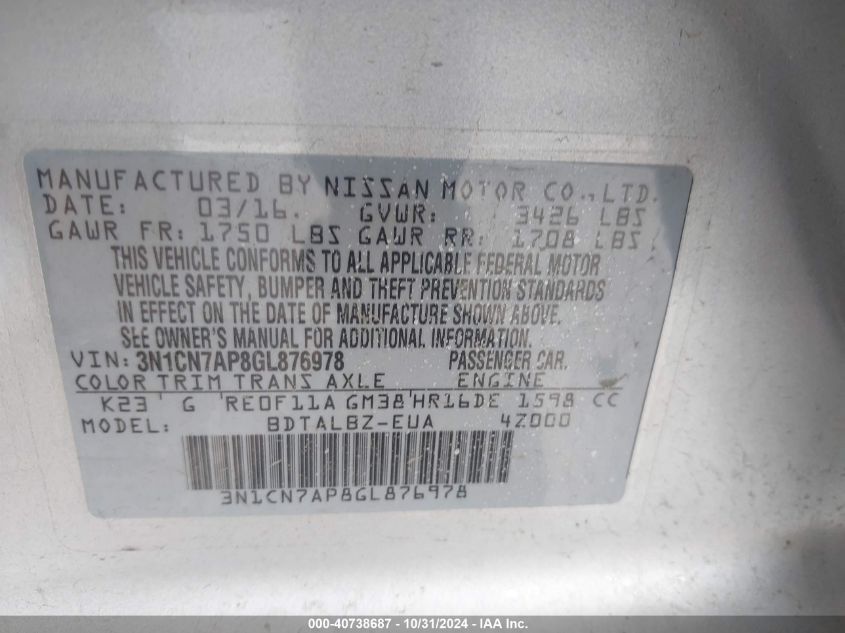 MANUFACTURED BY NISSAN MOTOR CO., LTD.
DATE: 03/16. GVWR: 3426 LBS
GAWR FR: 1750 LBS GAWR RR: 1708 LBS
THIS VEHICLE CONFORMS TO ALL APPLICABLE FEDERAL MOTOR
VEHICLE SAFETY, BUMPER AND THEFT PREVENTION STANDARDS
IN EFFECT ON THE DATE OF MANUFACTURE SHOWN ABOVE.
SEE OWNER'S MANUAL FOR ADDITIONAL INFORMATION.
VIN: 3N1CN7AP8GL876978 PASSENGER CAR.
COLOR TRIM TRANS AXLE ENGINE
K23 G RE0F11A GM38 HR16DE 1598 CC
MODEL: BDTALBZ-EUA 4Z000
3N1CN7AP8GL876978
000-40738687 - 10/31/2024 - IAA Inc.